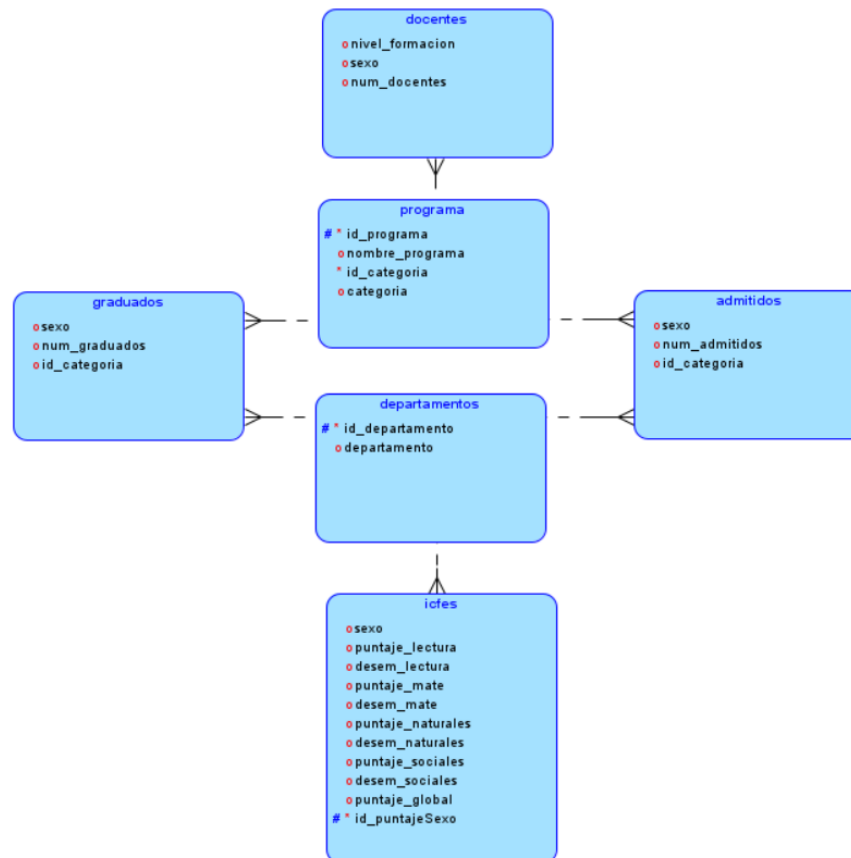 docentes
o nivel_formacion
o sexo
o num_docentes
programa
# * id_programa
o nombre_programa
* id_categoria
o categoria
graduados
o sexo
o num_graduados
o id_categoria
admitidos
o sexo
o num_admitidos
o id_categoria
departamentos
# * id_departamento
o departamento
icfes
o sexo
o puntaje_lectura
o desem_lectura
o puntaje_mate
o desem_mate
o puntaje_naturales
o desem_naturales
o puntaje_sociales
o desem_sociales
o puntaje_global
# * id_puntajeSexo